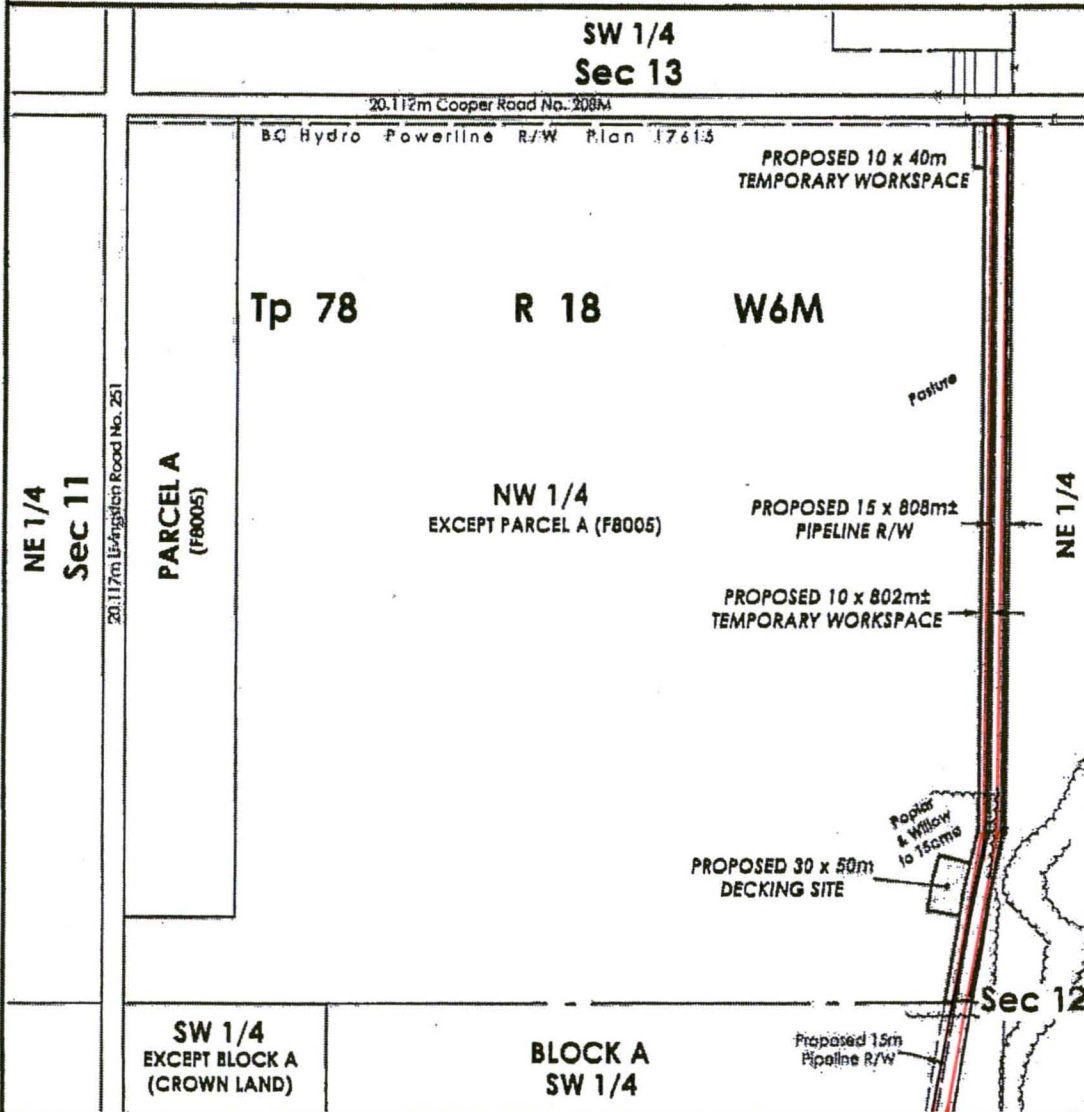 SW 1/4
Sec 13
20.117m Cooper Road No. 208M
BC Hydro Powerline R/W Plan 17615
PROPOSED 10 x 40m
TEMPORARY WORKSPACE
Tp 78 R 18 W6M
Pasture
NE 1/4
Sec 11
20.117m Livingston Road No. 251
PARCEL A
(F8005)
NW 1/4
EXCEPT PARCEL A (F8005)
PROPOSED 15 x 808m±
PIPELINE R/W
NE 1/4
PROPOSED 10 x 802m±
TEMPORARY WORKSPACE
Poplar
& Willow
to 15cmø
PROPOSED 30 x 50m
DECKING SITE
Sec 12
SW 1/4
EXCEPT BLOCK A
(CROWN LAND)
BLOCK A
SW 1/4
Proposed 15m
Pipeline R/W